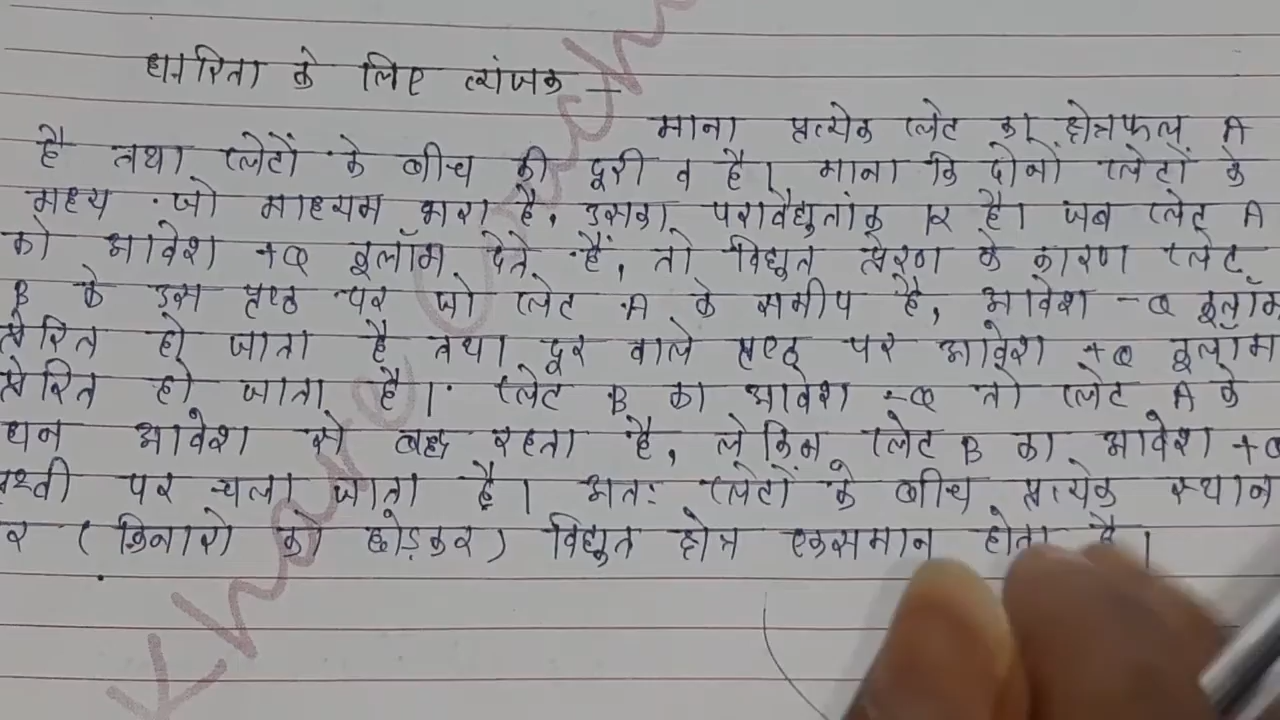 धारिता के लिए व्यंजक —
माना प्रत्येक प्लेट का क्षेत्रफल A
है तथा प्लेटों के बीच की दूरी d है। माना कि दोनों प्लेटों के
मध्य जो माध्यम भरा है, उसका परावैद्युतांक K है। जब प्लेट A
को आवेश +Q कूलॉम देते हैं, तो विद्युत प्रेरण के कारण प्लेट
B के उस पृष्ठ पर जो प्लेट A के समीप है, आवेश -Q कूलॉम
प्रेरित हो जाता है तथा दूर वाले पृष्ठ पर आवेश +Q कूलाम
प्रेरित हो जाता है। प्लेट B का आवेश -Q तो प्लेट A के
धन आवेश से बद्ध रहता है, लेकिन प्लेट B का आवेश +Q
पृथ्वी पर चला जाता है। अतः प्लेटों के बीच प्रत्येक स्थान
पर (किनारो को छोड़कर) विद्युत क्षेत्र एकसमान होता है।